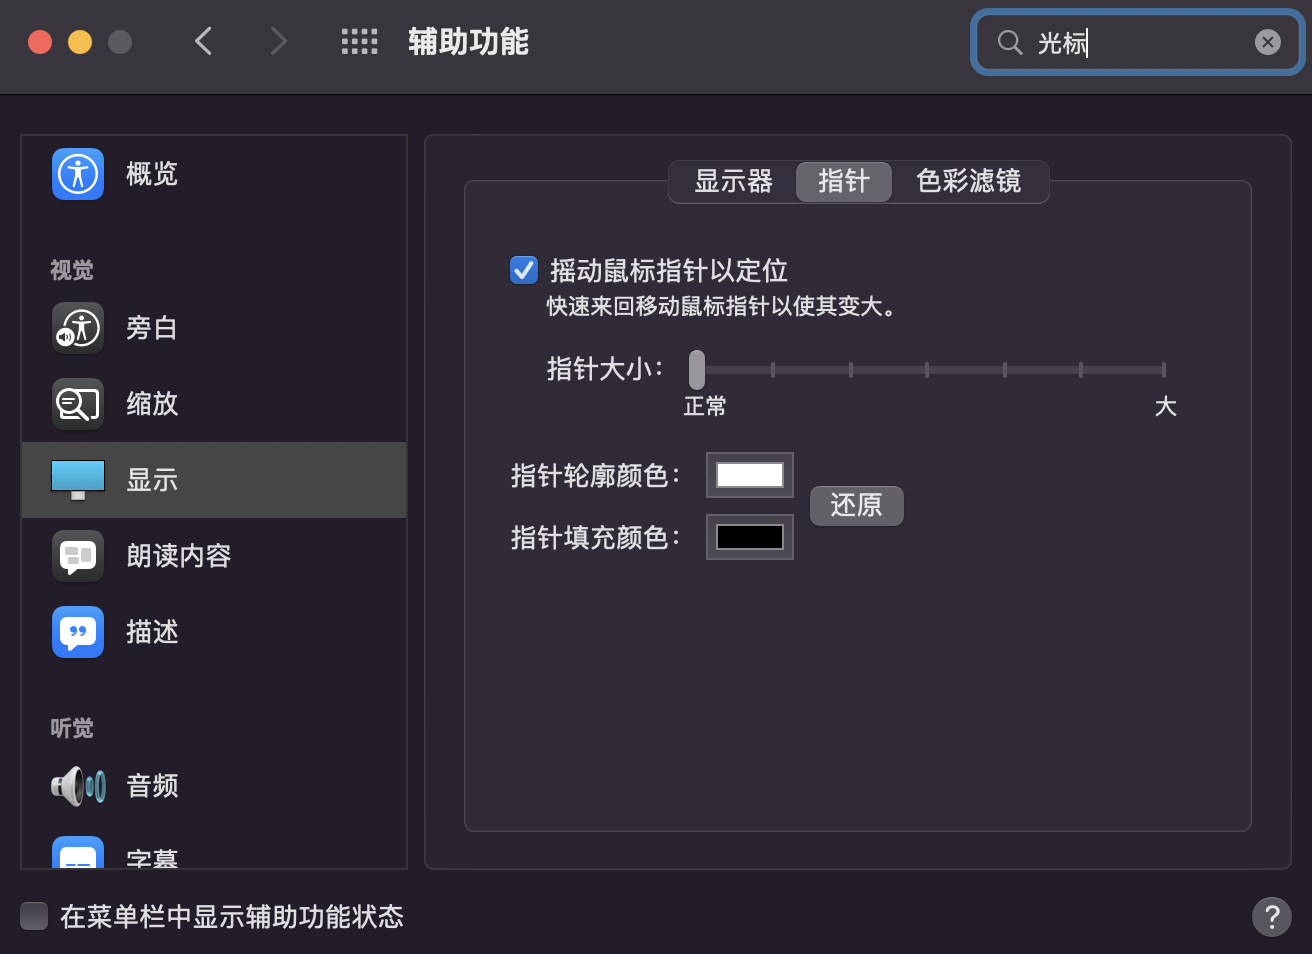 辅助功能
光标
概览
视觉
旁白
缩放
显示
朗读内容
描述
听觉
音频
字幕
显示器
指针
色彩滤镜
摇动鼠标指针以定位
快速来回移动鼠标指针以使其变大。
指针大小：
正常
大
指针轮廓颜色：
还原
指针填充颜色：
在菜单栏中显示辅助功能状态
?